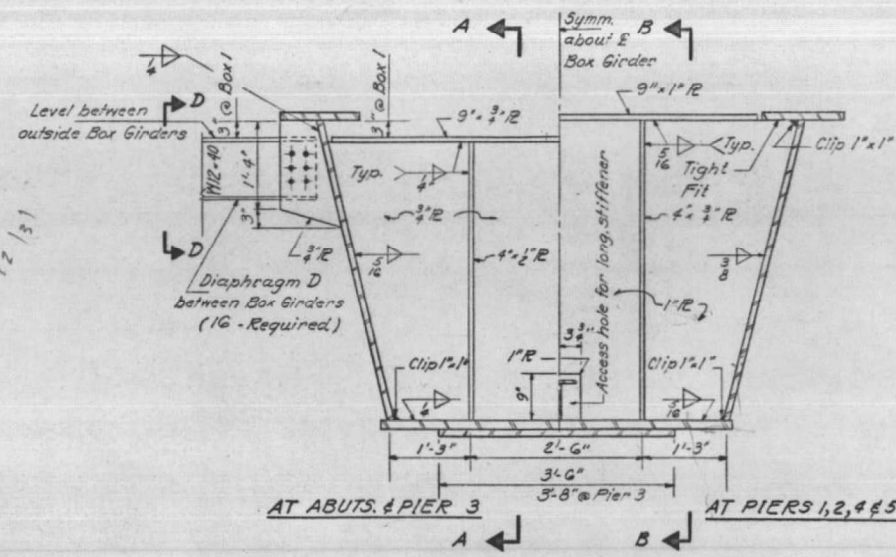 Symm.
about ℄
Box Girder
A
B
1/4
D
3" @ Box 1
3" @ Box 1
9" × 3/4" ℞
9" × 1" ℞
Level between
outside Box Girders
W12×40
1'-4"
3"
Typ.
1/4
5/16
Typ.
Clip 1"×1"
Tight
Fit
3/4" ℞
4" × 3/4" ℞
D
3/4" ℞
5/16
4" × 1/2" ℞
3/8
Diaphragm D
between Box Girders
(16 - Required)
Access hole for long. stiffener
1" ℞
3 3/4"
1" ℞
9"
Clip 1"×1"
Clip 1"×1"
1/4
5/16
1'-3"
2'-6"
1'-3"
3'-6"
3'-8" @ Pier 3
AT ABUTS. & PIER 3
AT PIERS 1, 2, 4 & 5
A
B